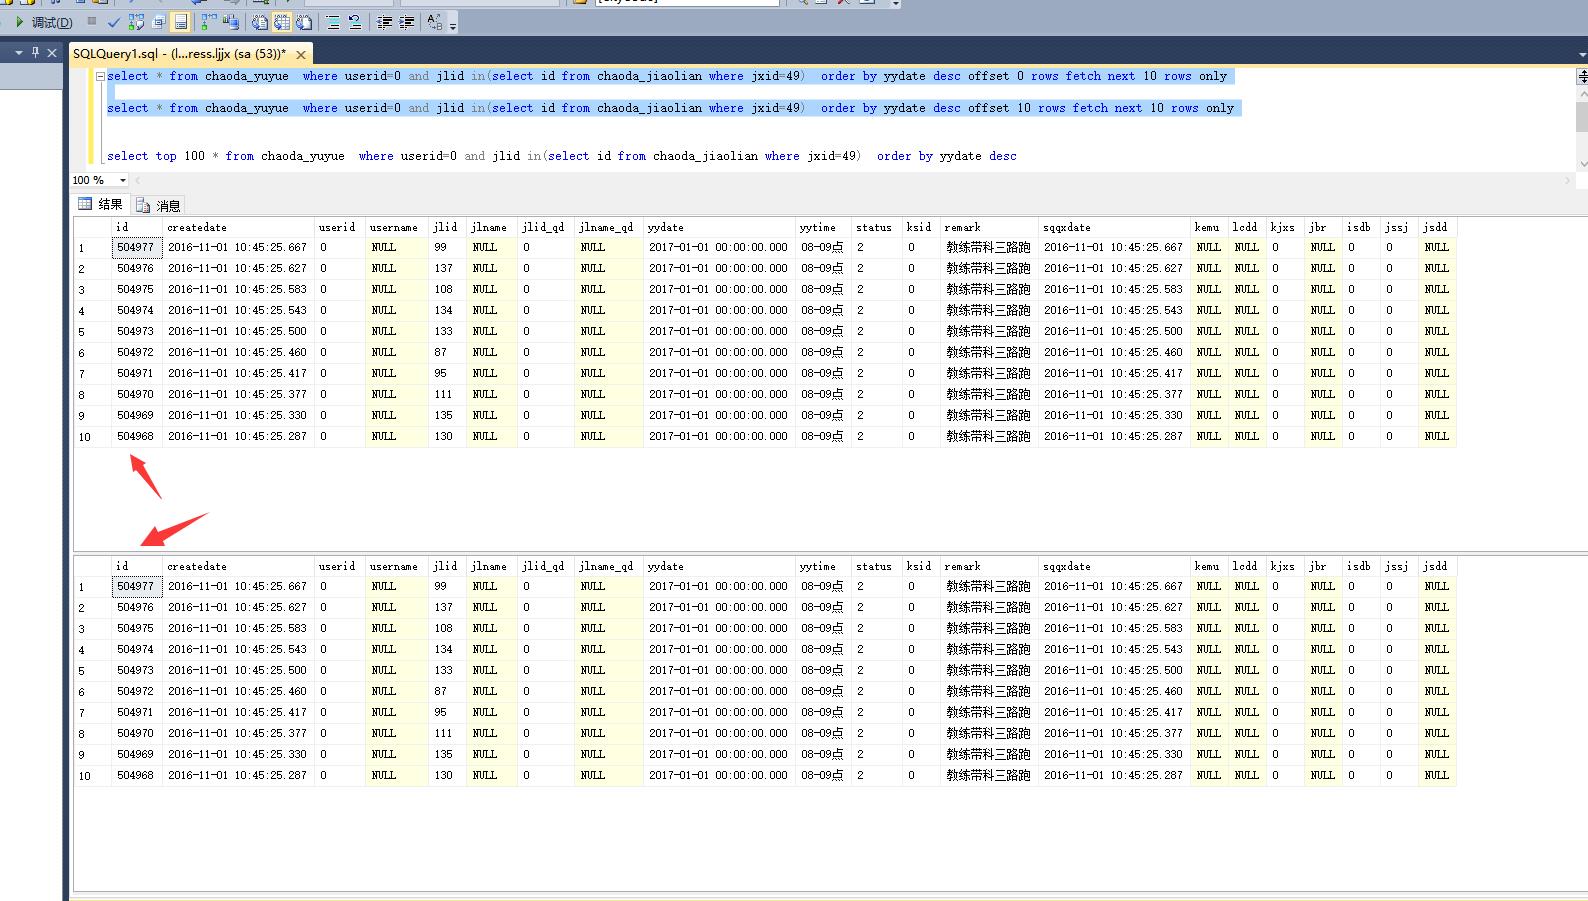 调试(D)
SQLQuery1.sql - (l...ress.ljjx (sa (53))*
select * from chaoda_yuyue  where userid=0 and jlid in(select id from chaoda_jiaolian where jxid=49)  order by yydate desc offset 0 rows fetch next 10 rows only
select * from chaoda_yuyue  where userid=0 and jlid in(select id from chaoda_jiaolian where jxid=49)  order by yydate desc offset 10 rows fetch next 10 rows only
select top 100 * from chaoda_yuyue  where userid=0 and jlid in(select id from chaoda_jiaolian where jxid=49)  order by yydate desc
100 %
结果 消息
id createdate userid username jlid jlname jlid_qd jlname_qd yydate yytime status ksid remark sqqxdate kemu lcdd kjxs jbr isdb jssj jsdd
1 504977 2016-11-01 10:45:25.667 0 NULL 99 NULL 0 NULL 2017-01-01 00:00:00.000 08-09点 2 0 教练带科三路跑 2016-11-01 10:45:25.667 NULL NULL 0 NULL 0 0 NULL
2 504976 2016-11-01 10:45:25.627 0 NULL 137 NULL 0 NULL 2017-01-01 00:00:00.000 08-09点 2 0 教练带科三路跑 2016-11-01 10:45:25.627 NULL NULL 0 NULL 0 0 NULL
3 504975 2016-11-01 10:45:25.583 0 NULL 108 NULL 0 NULL 2017-01-01 00:00:00.000 08-09点 2 0 教练带科三路跑 2016-11-01 10:45:25.583 NULL NULL 0 NULL 0 0 NULL
4 504974 2016-11-01 10:45:25.543 0 NULL 134 NULL 0 NULL 2017-01-01 00:00:00.000 08-09点 2 0 教练带科三路跑 2016-11-01 10:45:25.543 NULL NULL 0 NULL 0 0 NULL
5 504973 2016-11-01 10:45:25.500 0 NULL 133 NULL 0 NULL 2017-01-01 00:00:00.000 08-09点 2 0 教练带科三路跑 2016-11-01 10:45:25.500 NULL NULL 0 NULL 0 0 NULL
6 504972 2016-11-01 10:45:25.460 0 NULL 87 NULL 0 NULL 2017-01-01 00:00:00.000 08-09点 2 0 教练带科三路跑 2016-11-01 10:45:25.460 NULL NULL 0 NULL 0 0 NULL
7 504971 2016-11-01 10:45:25.417 0 NULL 95 NULL 0 NULL 2017-01-01 00:00:00.000 08-09点 2 0 教练带科三路跑 2016-11-01 10:45:25.417 NULL NULL 0 NULL 0 0 NULL
8 504970 2016-11-01 10:45:25.377 0 NULL 111 NULL 0 NULL 2017-01-01 00:00:00.000 08-09点 2 0 教练带科三路跑 2016-11-01 10:45:25.377 NULL NULL 0 NULL 0 0 NULL
9 504969 2016-11-01 10:45:25.330 0 NULL 135 NULL 0 NULL 2017-01-01 00:00:00.000 08-09点 2 0 教练带科三路跑 2016-11-01 10:45:25.330 NULL NULL 0 NULL 0 0 NULL
10 504968 2016-11-01 10:45:25.287 0 NULL 130 NULL 0 NULL 2017-01-01 00:00:00.000 08-09点 2 0 教练带科三路跑 2016-11-01 10:45:25.287 NULL NULL 0 NULL 0 0 NULL
id createdate userid username jlid jlname jlid_qd jlname_qd yydate yytime status ksid remark sqqxdate kemu lcdd kjxs jbr isdb jssj jsdd
1 504977 2016-11-01 10:45:25.667 0 NULL 99 NULL 0 NULL 2017-01-01 00:00:00.000 08-09点 2 0 教练带科三路跑 2016-11-01 10:45:25.667 NULL NULL 0 NULL 0 0 NULL
2 504976 2016-11-01 10:45:25.627 0 NULL 137 NULL 0 NULL 2017-01-01 00:00:00.000 08-09点 2 0 教练带科三路跑 2016-11-01 10:45:25.627 NULL NULL 0 NULL 0 0 NULL
3 504975 2016-11-01 10:45:25.583 0 NULL 108 NULL 0 NULL 2017-01-01 00:00:00.000 08-09点 2 0 教练带科三路跑 2016-11-01 10:45:25.583 NULL NULL 0 NULL 0 0 NULL
4 504974 2016-11-01 10:45:25.543 0 NULL 134 NULL 0 NULL 2017-01-01 00:00:00.000 08-09点 2 0 教练带科三路跑 2016-11-01 10:45:25.543 NULL NULL 0 NULL 0 0 NULL
5 504973 2016-11-01 10:45:25.500 0 NULL 133 NULL 0 NULL 2017-01-01 00:00:00.000 08-09点 2 0 教练带科三路跑 2016-11-01 10:45:25.500 NULL NULL 0 NULL 0 0 NULL
6 504972 2016-11-01 10:45:25.460 0 NULL 87 NULL 0 NULL 2017-01-01 00:00:00.000 08-09点 2 0 教练带科三路跑 2016-11-01 10:45:25.460 NULL NULL 0 NULL 0 0 NULL
7 504971 2016-11-01 10:45:25.417 0 NULL 95 NULL 0 NULL 2017-01-01 00:00:00.000 08-09点 2 0 教练带科三路跑 2016-11-01 10:45:25.417 NULL NULL 0 NULL 0 0 NULL
8 504970 2016-11-01 10:45:25.377 0 NULL 111 NULL 0 NULL 2017-01-01 00:00:00.000 08-09点 2 0 教练带科三路跑 2016-11-01 10:45:25.377 NULL NULL 0 NULL 0 0 NULL
9 504969 2016-11-01 10:45:25.330 0 NULL 135 NULL 0 NULL 2017-01-01 00:00:00.000 08-09点 2 0 教练带科三路跑 2016-11-01 10:45:25.330 NULL NULL 0 NULL 0 0 NULL
10 504968 2016-11-01 10:45:25.287 0 NULL 130 NULL 0 NULL 2017-01-01 00:00:00.000 08-09点 2 0 教练带科三路跑 2016-11-01 10:45:25.287 NULL NULL 0 NULL 0 0 NULL